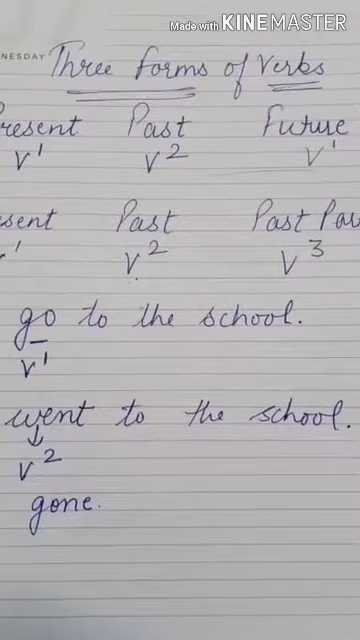 Made with KINEMASTER
NESDAY
Three forms of Verbs
resent Past Future
V1 V2 V1
sent Past Past Par
V2 V3
go to the school.
V1
went to the school.
V2
gone.